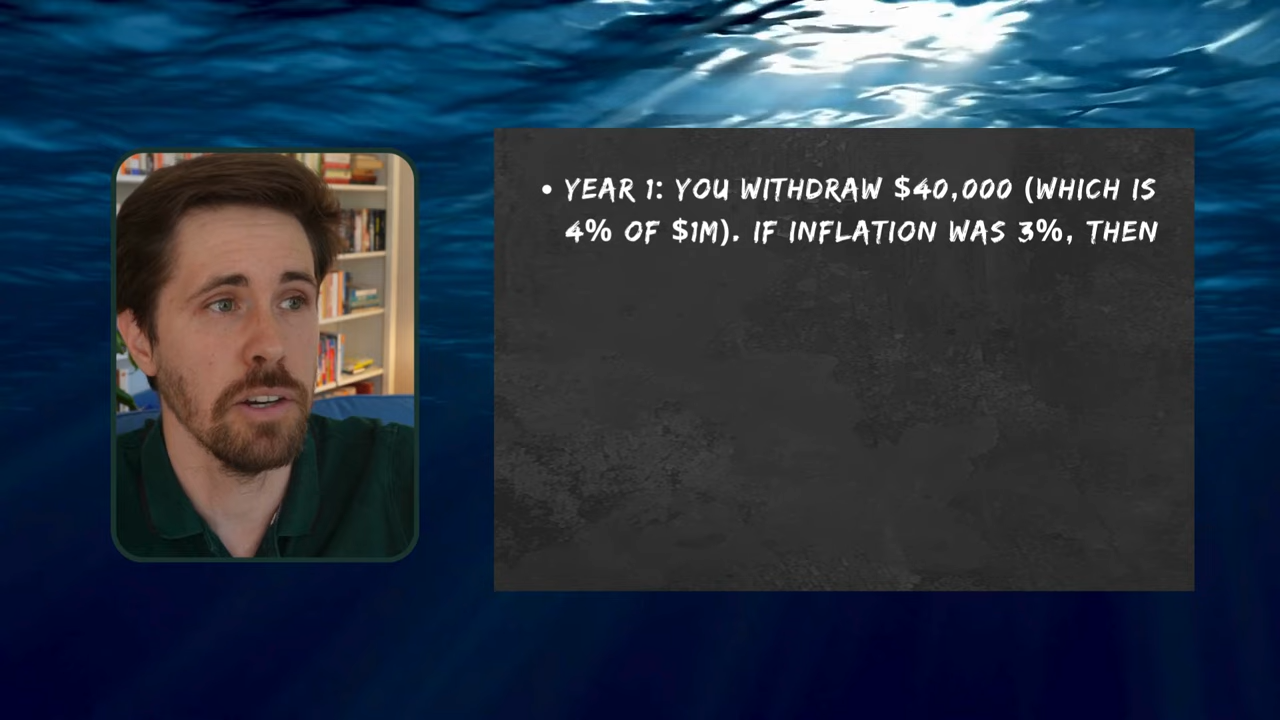 • YEAR 1: YOU WITHDRAW $40,000 (WHICH IS
4% OF $1M). IF INFLATION WAS 3%, THEN